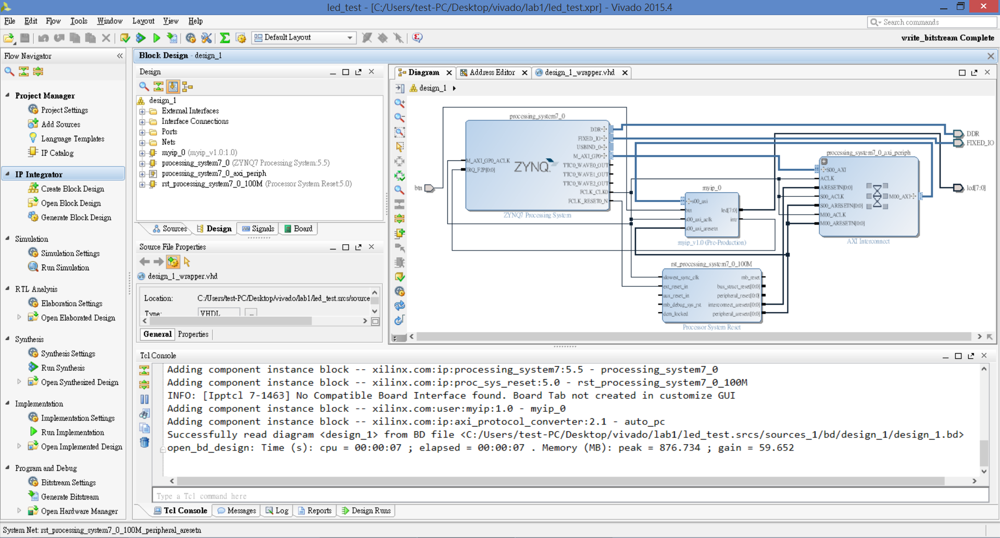 led_test - [C:/Users/test-PC/Desktop/vivado/lab1/led_test.xpr] - Vivado 2015.4
File Edit Flow Tools Window Layout View Help
Search commands
Default Layout
write_bitstream Complete
Flow Navigator
Project Manager
Project Settings
Add Sources
Language Templates
IP Catalog
IP Integrator
Create Block Design
Open Block Design
Generate Block Design
Simulation
Simulation Settings
Run Simulation
RTL Analysis
Elaboration Settings
Open Elaborated Design
Synthesis
Synthesis Settings
Run Synthesis
Open Synthesized Design
Implementation
Implementation Settings
Run Implementation
Open Implemented Design
Program and Debug
Bitstream Settings
Generate Bitstream
Open Hardware Manager
Block Design - design_1
Design
design_1
External Interfaces
Interface Connections
Ports
Nets
myip_0 (myip_v1.0:1.0)
processing_system7_0 (ZYNQ7 Processing System:5.5)
processing_system7_0_axi_periph
rst_processing_system7_0_100M (Processor System Reset:5.0)
Sources Design Signals Board
Source File Properties
design_1_wrapper.vhd
Location: C:/Users/test-PC/Desktop/vivado/lab1/led_test.srcs/source
Type: VHDL ...
General Properties
Diagram Address Editor design_1_wrapper.vhd
design_1
processing_system7_0
DDR
FIXED_IO
USBIND_0
M_AXI_GP0
TTC0_WAVE0_OUT
TTC0_WAVE1_OUT
TTC0_WAVE2_OUT
FCLK_CLK0
FCLK_RESET0_N
M_AXI_GP0_ACLK
IRQ_F2P[0:0]
ZYNQ
ZYNQ7 Processing System
btn
myip_0
s00_axi
btn
s00_axi_aclk
s00_axi_aresetn
led[7:0]
intr
myip_v1.0 (Pre-Production)
processing_system7_0_axi_periph
S00_AXI
ACLK
ARESETN[0:0]
S00_ACLK
S00_ARESETN[0:0]
M00_ACLK
M00_ARESETN[0:0]
M00_AXI
AXI Interconnect
DDR
FIXED_IO
led[7:0]
rst_processing_system7_0_100M
slowest_sync_clk
ext_reset_in
aux_reset_in
mb_debug_sys_rst
dcm_locked
mb_reset
bus_struct_reset[0:0]
peripheral_reset[0:0]
interconnect_aresetn[0:0]
peripheral_aresetn[0:0]
Processor System Reset
Tcl Console
Adding component instance block -- xilinx.com:ip:processing_system7:5.5 - processing_system7_0
Adding component instance block -- xilinx.com:ip:proc_sys_reset:5.0 - rst_processing_system7_0_100M
INFO: [Ipptcl 7-1463] No Compatible Board Interface found. Board Tab not created in customize GUI
Adding component instance block -- xilinx.com:user:myip:1.0 - myip_0
Adding component instance block -- xilinx.com:ip:axi_protocol_converter:2.1 - auto_pc
Successfully read diagram <design_1> from BD file <C:/Users/test-PC/Desktop/vivado/lab1/led_test.srcs/sources_1/bd/design_1/design_1.bd>
open_bd_design: Time (s): cpu = 00:00:07 ; elapsed = 00:00:07 . Memory (MB): peak = 876.734 ; gain = 59.652
Type a Tcl command here
Tcl Console Messages Log Reports Design Runs
System Net: rst_processing_system7_0_100M_peripheral_aresetn